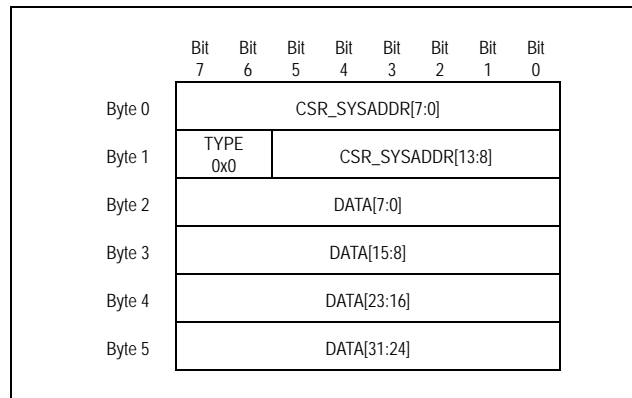 Bit Bit Bit Bit Bit Bit Bit Bit
7 6 5 4 3 2 1 0
Byte 0 CSR_SYSADDR[7:0]
Byte 1 TYPE 0x0 CSR_SYSADDR[13:8]
Byte 2 DATA[7:0]
Byte 3 DATA[15:8]
Byte 4 DATA[23:16]
Byte 5 DATA[31:24]